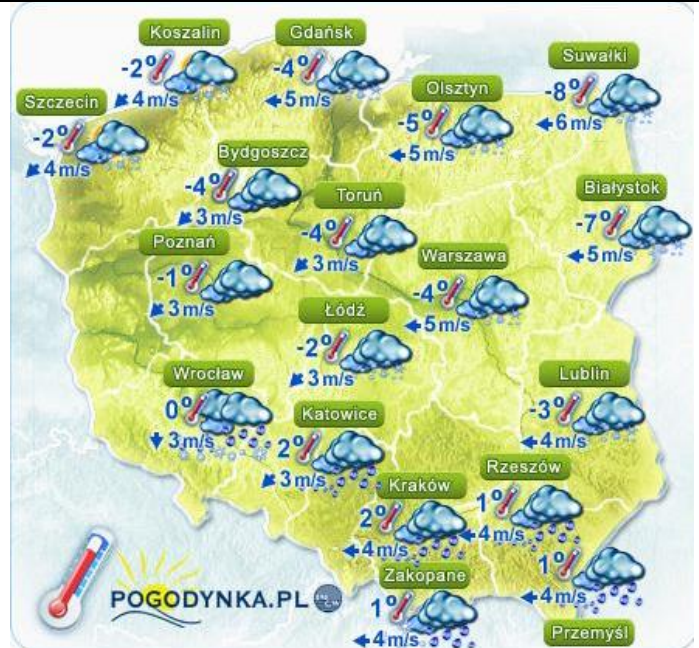 Koszalin
-2°
4 m/s
Gdańsk
-4°
5 m/s
Suwałki
-8°
6 m/s
Szczecin
-2°
4 m/s
Olsztyn
-5°
5 m/s
Bydgoszcz
-4°
3 m/s
Toruń
-4°
3 m/s
Białystok
-7°
5 m/s
Poznań
-1°
3 m/s
Warszawa
-4°
5 m/s
Łódź
-2°
3 m/s
Wrocław
0°
3 m/s
Katowice
2°
3 m/s
Lublin
-3°
4 m/s
Kraków
2°
4 m/s
Rzeszów
1°
4 m/s
Zakopane
1°
4 m/s
1°
4 m/s
Przemyśl
POGODYNKA.PL